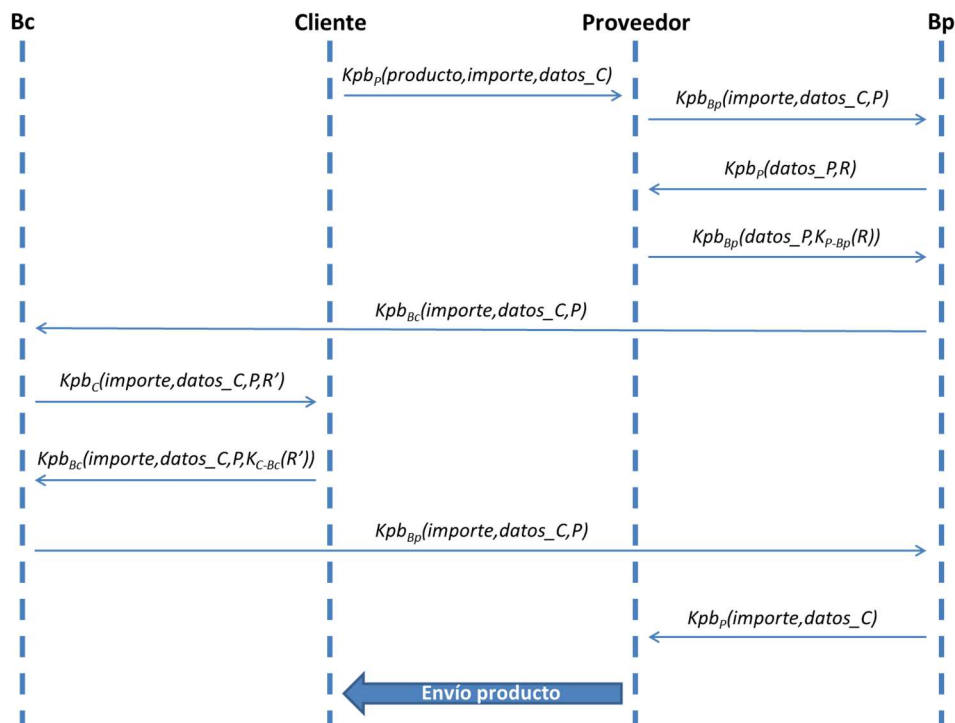 Bc Cliente Proveedor Bp
Kpb_P(producto,importe,datos_C)
Kpb_Bp(importe,datos_C,P)
Kpb_P(datos_P,R)
Kpb_Bp(datos_P,K_P-Bp(R))
Kpb_Bc(importe,datos_C,P)
Kpb_C(importe,datos_C,P,R’)
Kpb_Bc(importe,datos_C,P,K_C-Bc(R’))
Kpb_Bp(importe,datos_C,P)
Kpb_P(importe,datos_C)
Envío producto